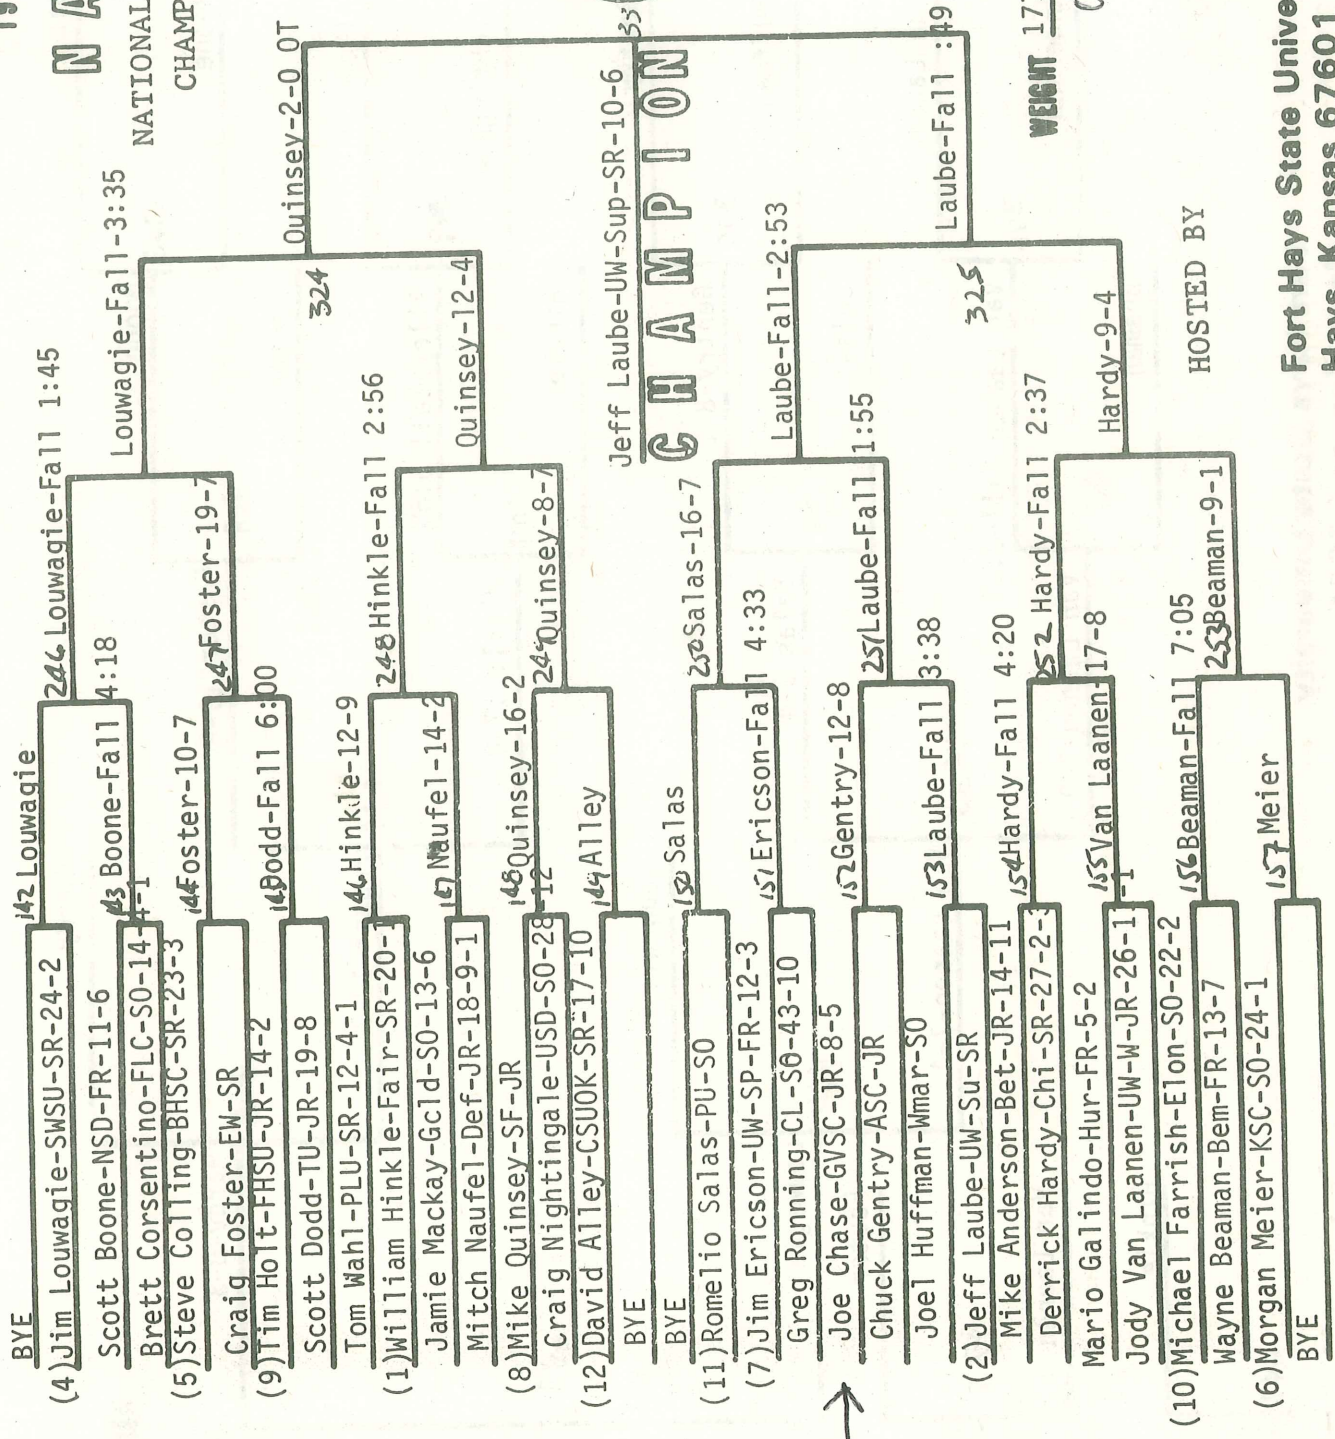 BYE
(4)Jim Louwagie-SWSU-SR-24-2
Scott Boone-NSD-FR-11-6
Brett Corsentino-FLC-SO-14-4-1
(5)Steve Colling-BHSC-SR-23-3
Craig Foster-EW-SR
(9)Tim Holt-FHSU-JR-14-2
Scott Dodd-TU-JR-19-8
Tom Wahl-PLU-SR-12-4-1
(1)William Hinkle-Fair-SR-20-1
Jamie Mackay-Gcld-SO-13-6
Mitch Naufel-Def-JR-18-9-1
(8)Mike Quinsey-SF-JR
Craig Nightingale-USD-SO-28-12
(12)David Alley-CSUOK-SR-17-10
BYE
BYE
(11)Romelio Salas-PU-SO
(7)Jim Ericson-UW-SP-FR-12-3
Greg Ronning-CL-SO-43-10
Joe Chase-GVSC-JR-8-5
Chuck Gentry-ASC-JR
Joel Huffman-Wmar-SO
(2)Jeff Laube-UW-Su-SR
Mike Anderson-Bet-JR-14-11
Derrick Hardy-Chi-SR-27-2-3
Mario Galindo-Hur-FR-5-2
Jody Van Laanen-UW-W-JR-26-1-1
(10)Michael Farrish-Elon-SO-22-2
Wayne Beaman-Bem-FR-13-7
(6)Morgan Meier-KSC-SO-24-1
BYE
142 Louwagie
143 Boone-Fall 4:18
144 Foster-10-7
145 Dodd-Fall 6:00
146 Hinkle-12-9
147 Naufel-14-2
148 Quinsey-16-2
149 Alley
150 Salas
151 Ericson-Fall 4:33
152 Gentry-12-8
153 Laube-Fall 3:38
154 Hardy-Fall 4:20
155 Van Laanen-17-8
156 Beaman-Fall 7:05
157 Meier
246 Louwagie-Fall 1:45
247 Foster-19-7
248 Hinkle-Fall 2:56
249 Quinsey-8-7
250 Salas-16-7
251 Laube-Fall 1:55
252 Hardy-Fall 2:37
253 Beaman-9-1
Louwagie-Fall-3:35
Quinsey-12-4
Laube-Fall-2:53
Hardy-9-4
324
325
Quinsey-2-0 OT
Laube-Fall :49
Jeff Laube-UW-Sup-SR-10-6
CHAMPION
NATIONAL
CHAMP
WEIGHT 17
HOSTED BY
Fort Hays State Unive
Hays, Kansas 67601